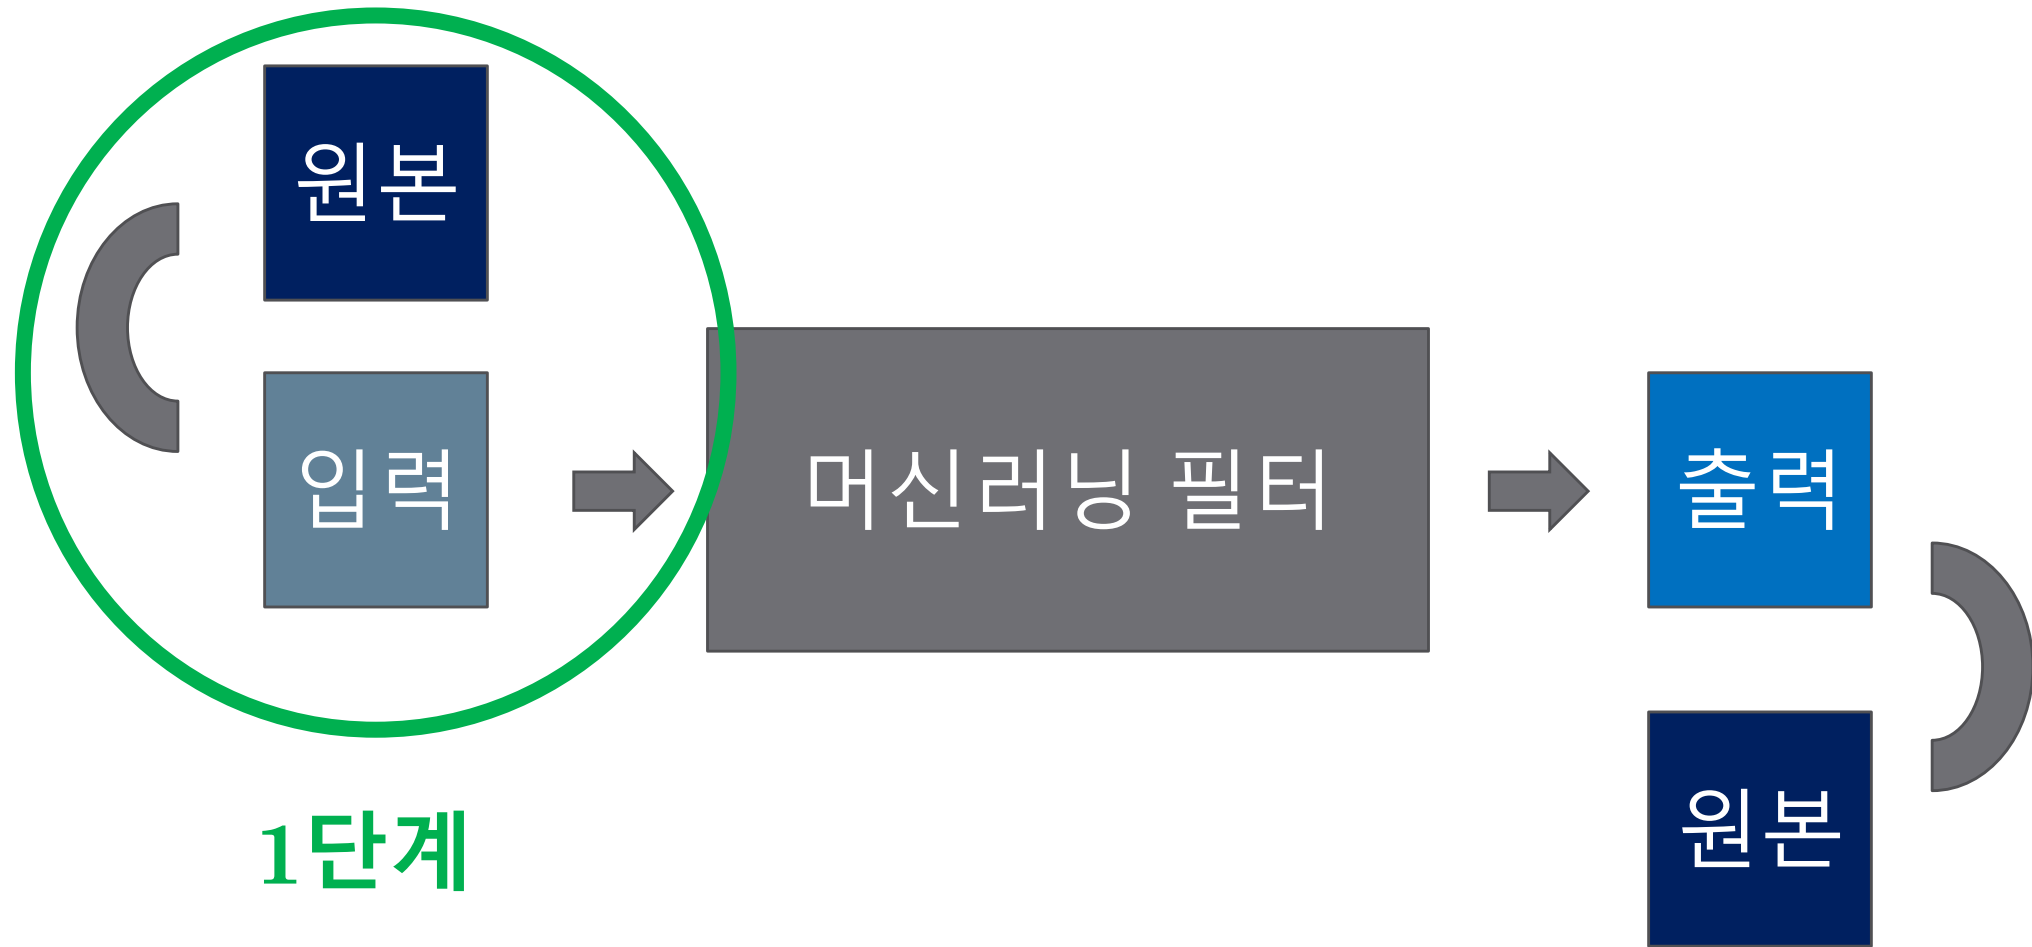 원본
입력
머신러닝 필터
출력
원본
1단계